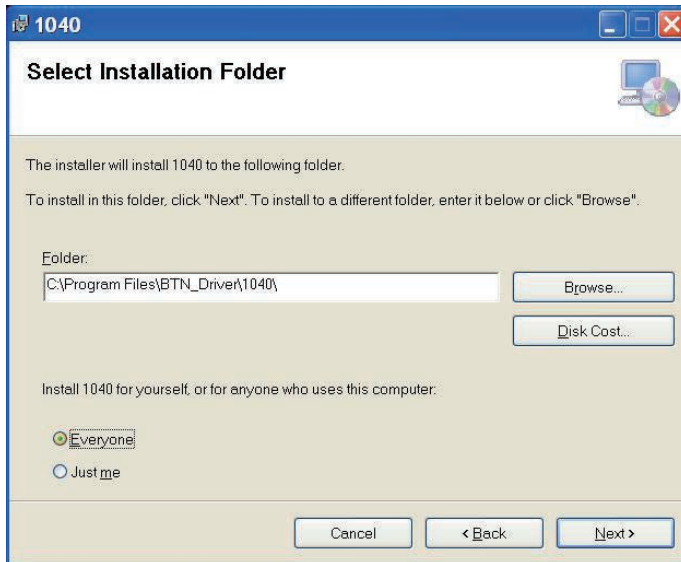 1040
Select Installation Folder
The installer will install 1040 to the following folder.
To install in this folder, click "Next". To install to a different folder, enter it below or click "Browse".
Folder:
C:\Program Files\BTN_Driver\1040\
Browse...
Disk Cost...
Install 1040 for yourself, or for anyone who uses this computer:
Everyone
Just me
Cancel
< Back
Next >